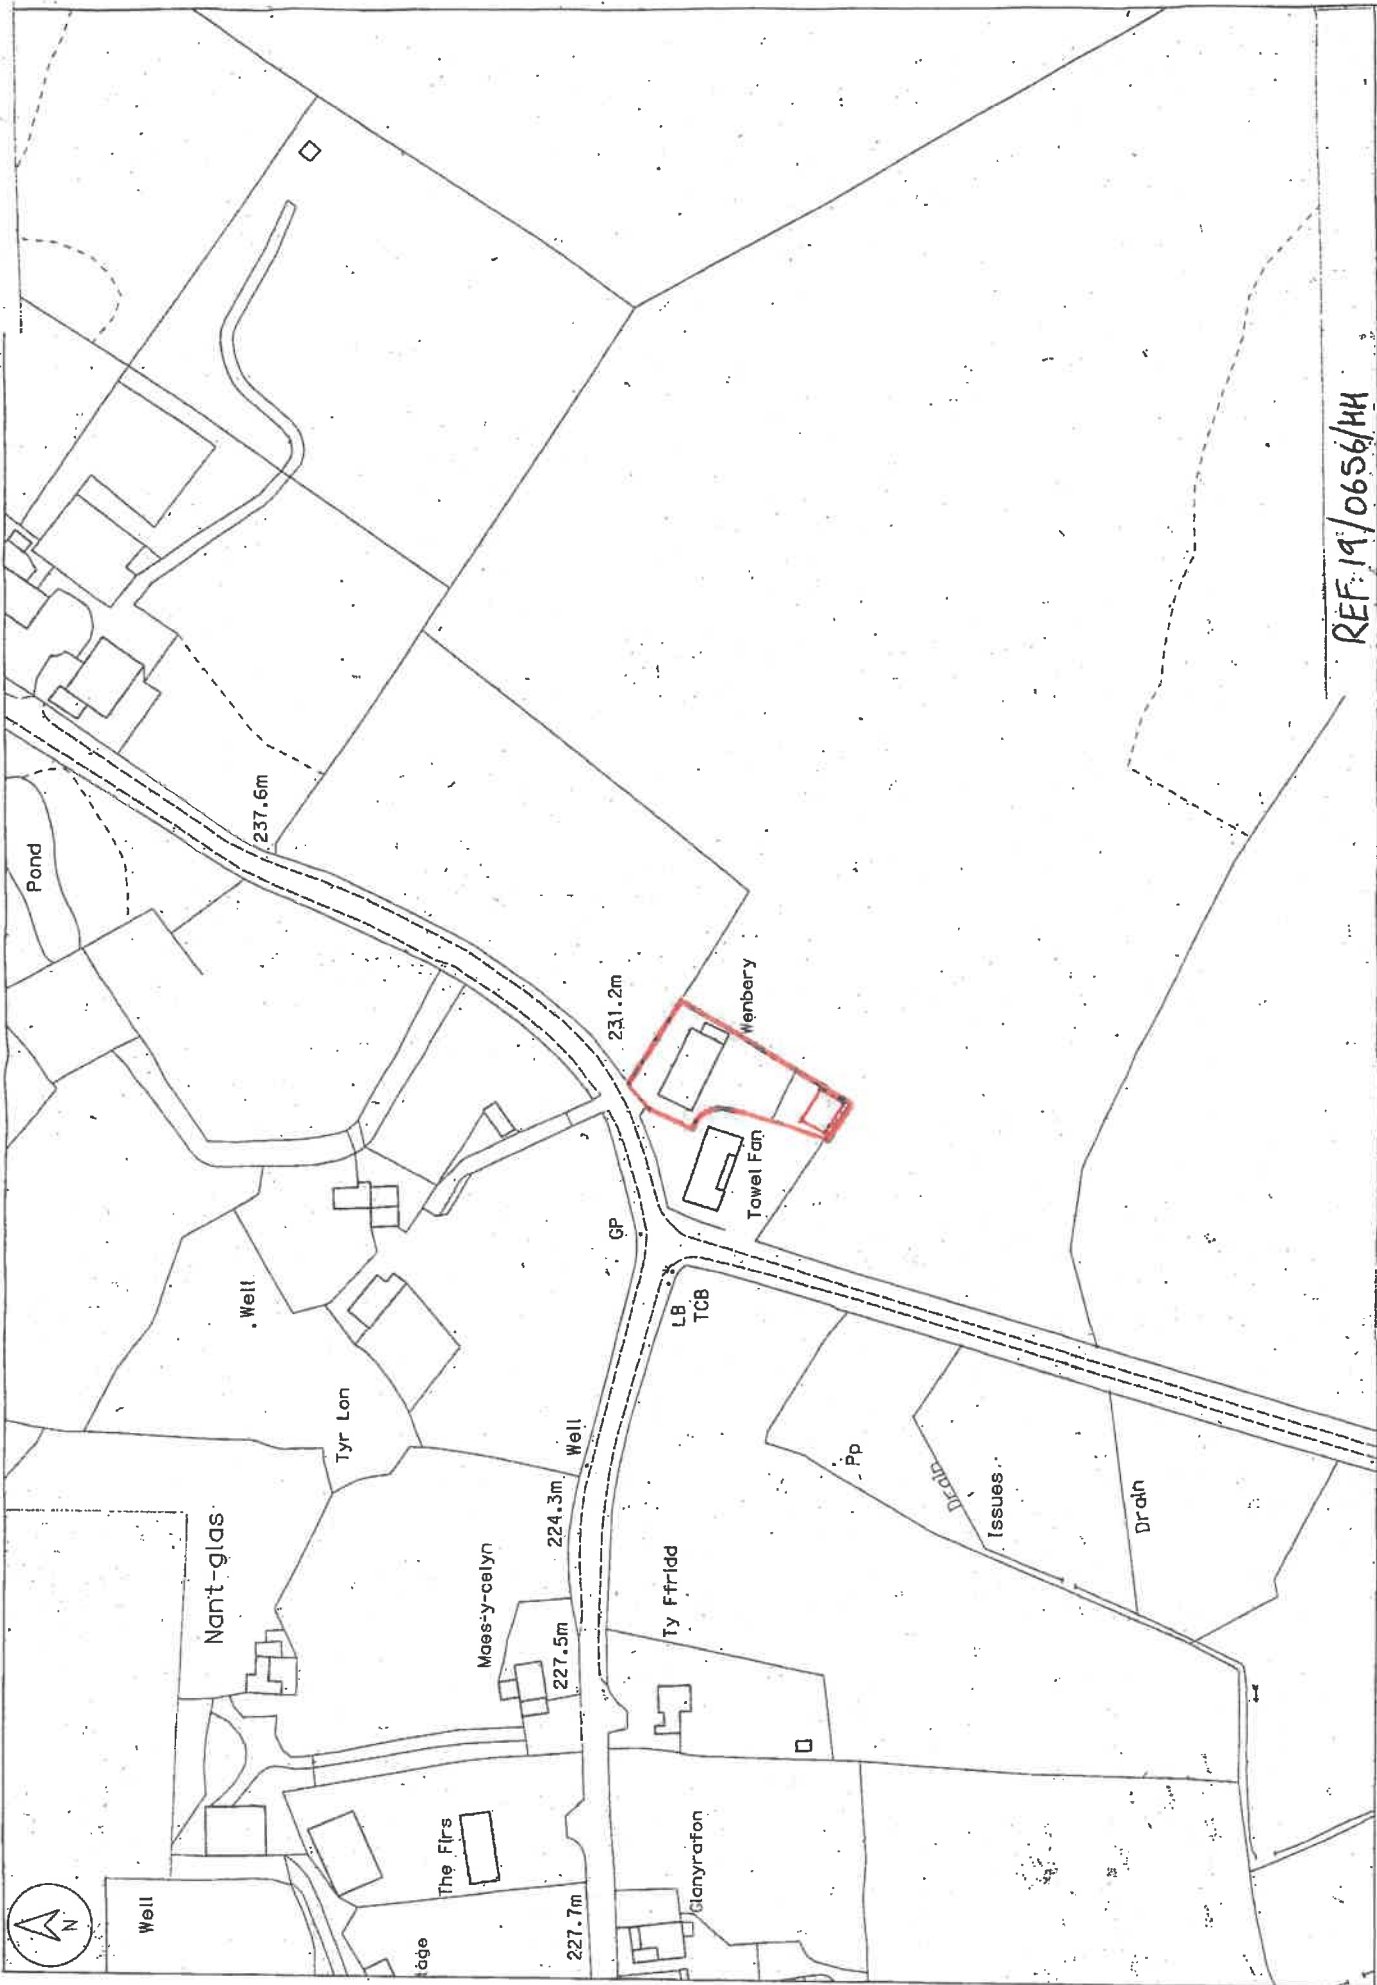 Pond
237.6m
231.2m
Wenbery
Towel Fan
GP
LB
TCB
Well
Tyr Lon
Well
224.3m
Nant-glas
Maes-y-celyn
227.5m
Ty Ffridd
Pp
Drain
Issues
Drain
The Firs
Glanyrafon
227.7m
tage
Well
N
REF: 19/0656/HH